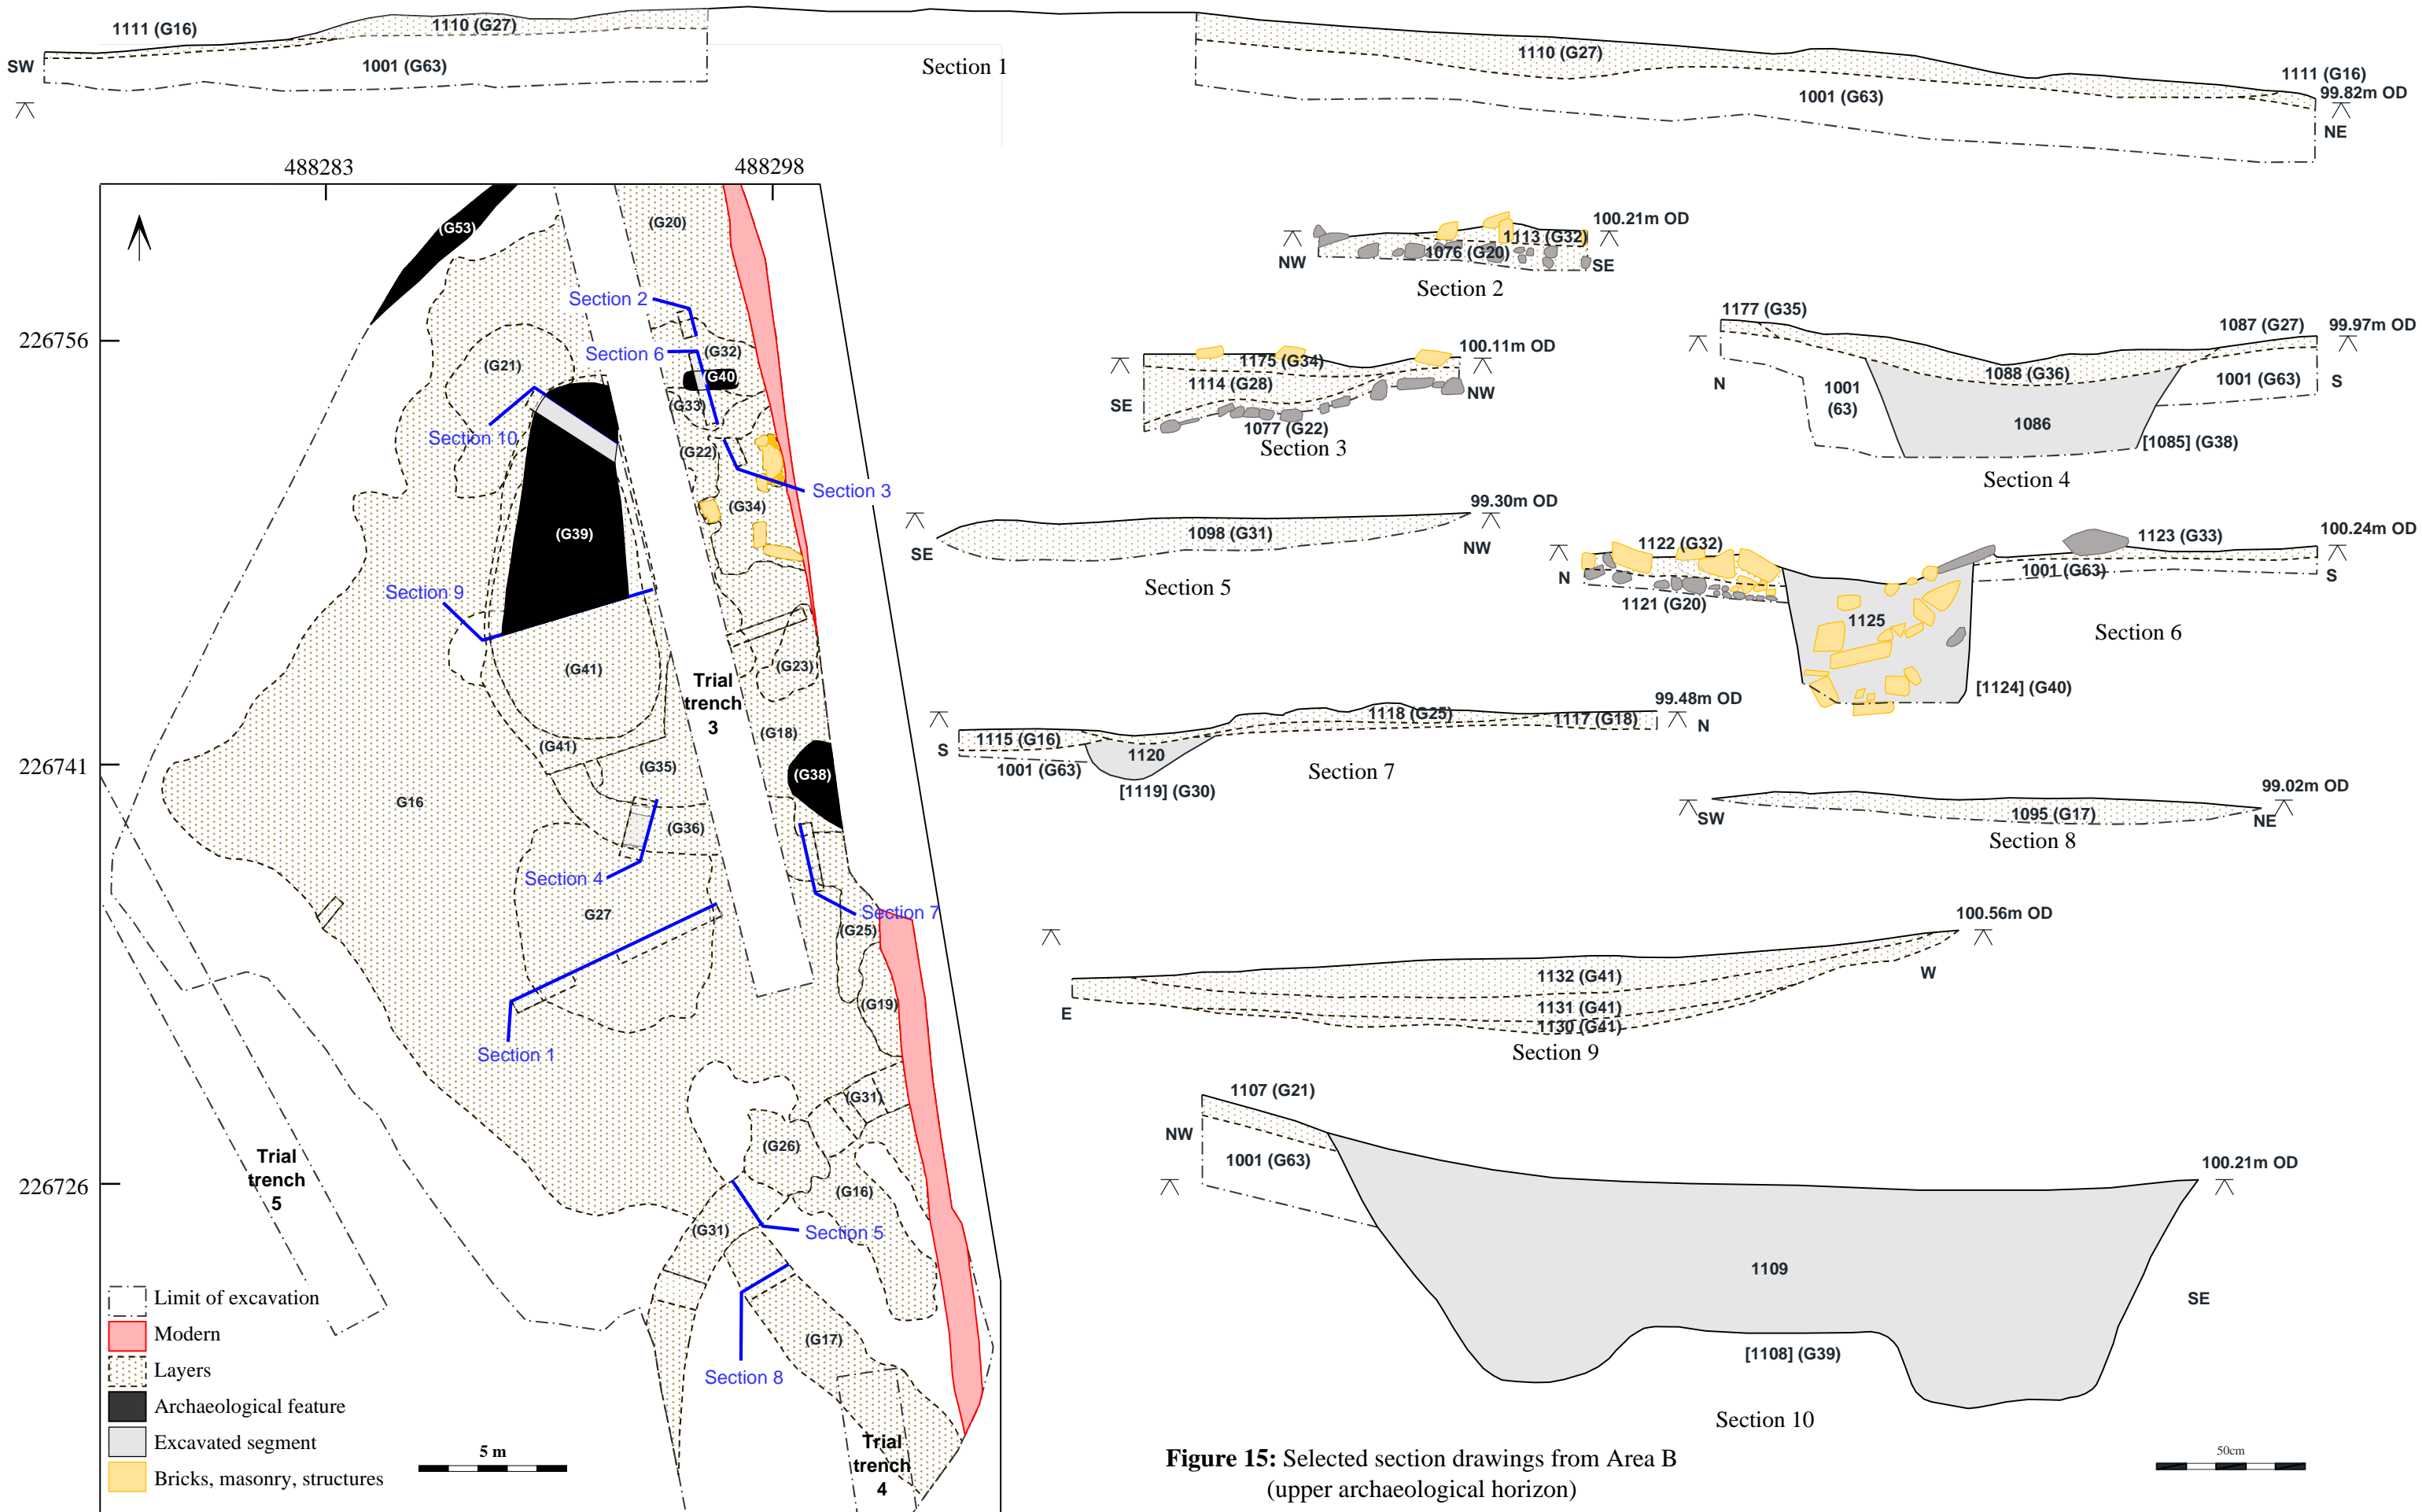 1111 (G16)
1110 (G27)
SW
1001 (G63)
Section 1
1110 (G27)
1001 (G63)
1111 (G16)
99.82m OD
NE
488283
488298
226756
226741
226726
(G53)
(G20)
Section 2
Section 6
(G32)
(G21)
(G40)
(G33)
Section 10
(G22)
Section 3
(G34)
(G39)
Section 9
(G41)
(G23)
Trial
trench
3
(G18)
(G41)
(G35)
(G38)
G16
(G36)
Section 4
G27
Section 7
(G25)
(G19)
Section 1
(G31)
(G26)
Trial
trench
5
(G16)
(G31)
Section 5
(G17)
Section 8
Trial
trench
4
Limit of excavation
Modern
Layers
Archaeological feature
Excavated segment
Bricks, masonry, structures
5 m
100.21m OD
1113 (G32)
1076 (G20)
NW
SE
Section 2
100.11m OD
1175 (G34)
1114 (G28)
SE
NW
1077 (G22)
Section 3
1177 (G35)
1087 (G27)
99.97m OD
1088 (G36)
N
1001
(63)
1001 (G63)
S
1086
[1085] (G38)
Section 4
99.30m OD
1098 (G31)
SE
NW
Section 5
1122 (G32)
1123 (G33)
100.24m OD
N
1001 (G63)
S
1121 (G20)
1125
Section 6
[1124] (G40)
99.48m OD
1118 (G25)
1117 (G18)
1115 (G16)
S
N
1120
1001 (G63)
Section 7
[1119] (G30)
99.02m OD
SW
1095 (G17)
NE
Section 8
100.56m OD
1132 (G41)
W
1131 (G41)
E
1130 (G41)
Section 9
1107 (G21)
NW
1001 (G63)
100.21m OD
1109
SE
[1108] (G39)
Section 10
Figure 15: Selected section drawings from Area B
(upper archaeological horizon)
50cm